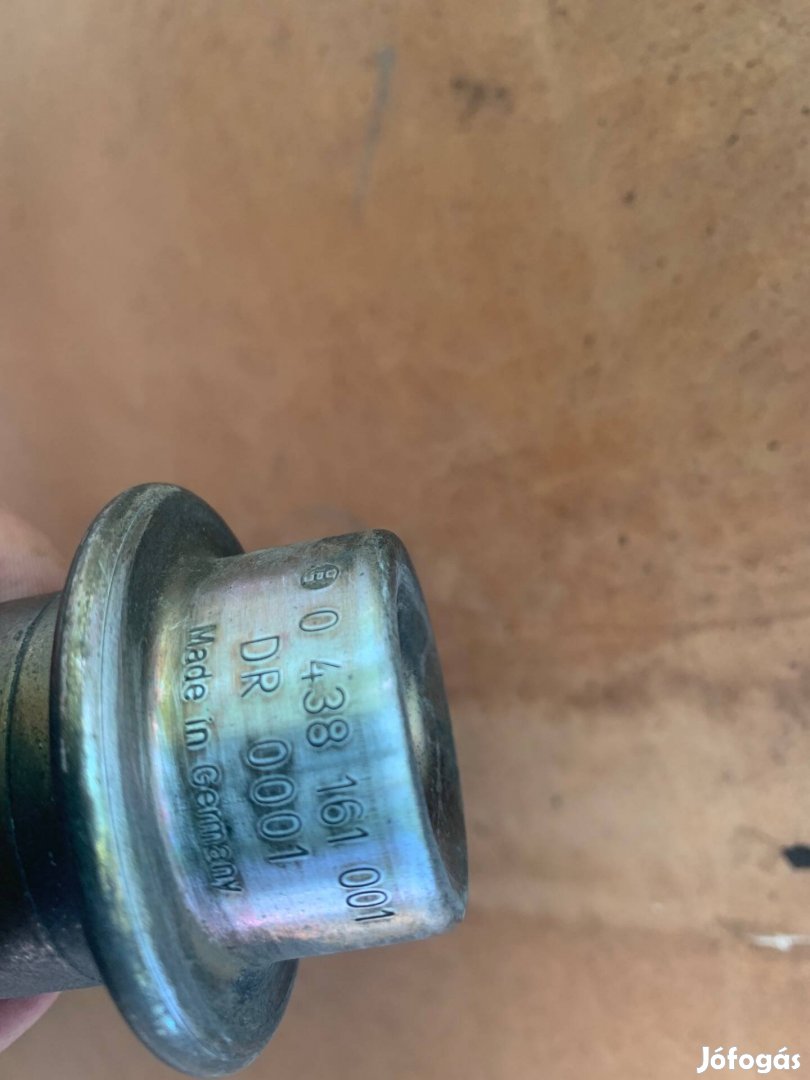 0 438 161 001
DR 0001
Made in Germany
Jófogás